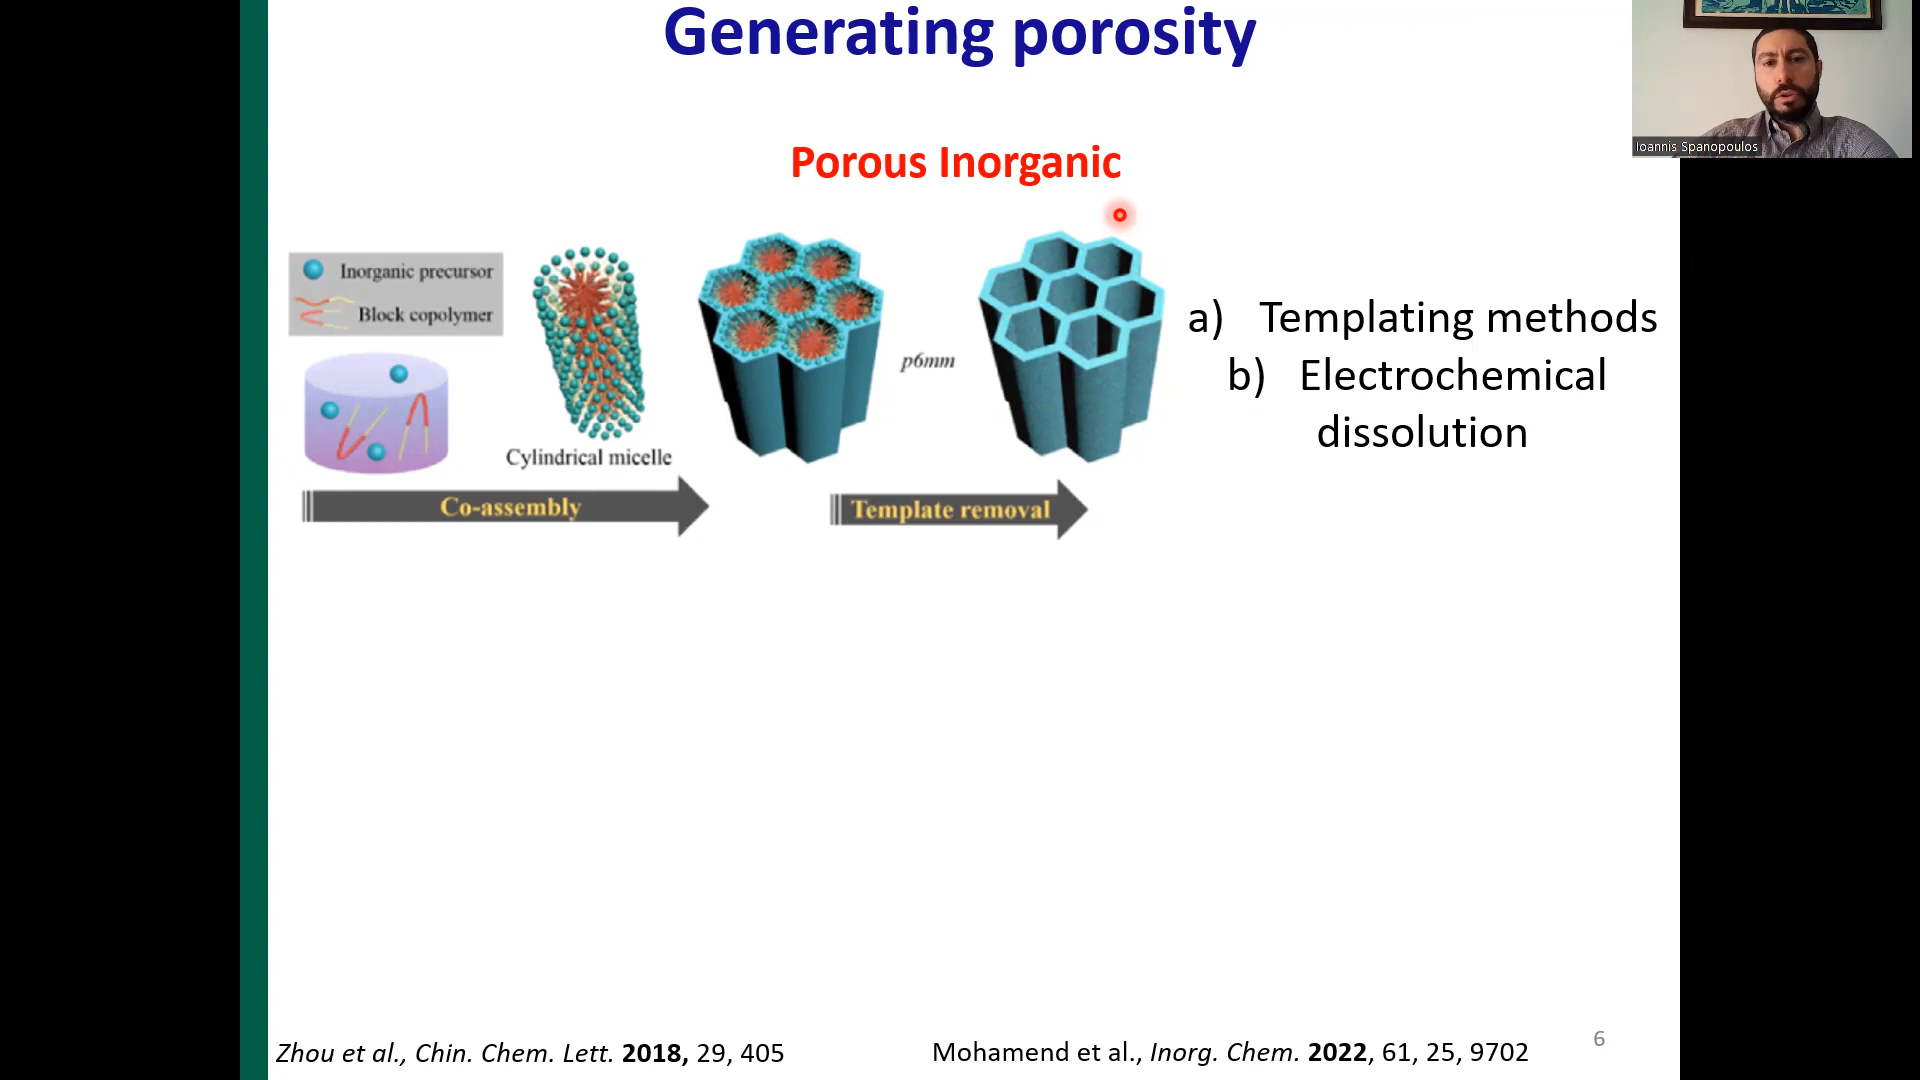 Generating porosity
Ioannis Spanopoulos
Porous Inorganic
Inorganic precursor
Block copolymer
Cylindrical micelle
p6mm
Co-assembly
Template removal
a) Templating methods
b) Electrochemical
dissolution
Zhou et al., Chin. Chem. Lett. 2018, 29, 405
Mohamend et al., Inorg. Chem. 2022, 61, 25, 9702
6